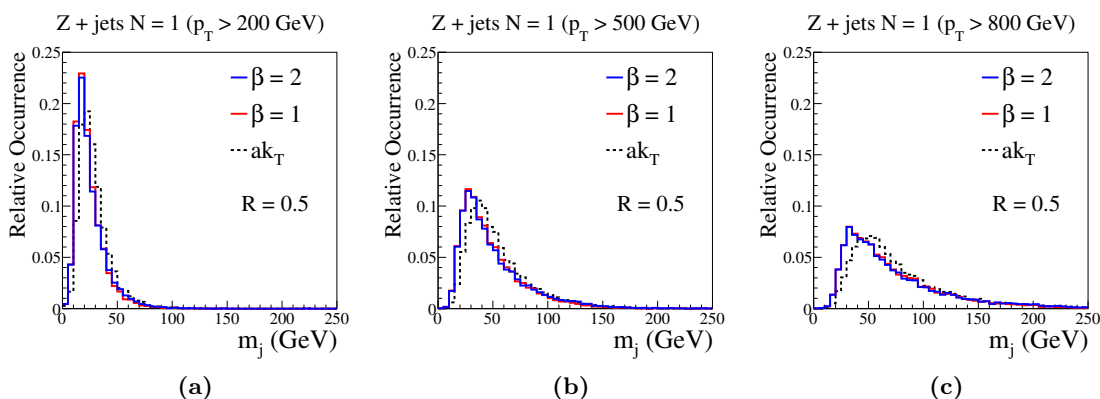 Z + jets N = 1 (p_T > 200 GeV)
Relative Occurrence
0.25
0.2
0.15
0.1
0.05
0
β = 2
β = 1
ak_T
R = 0.5
0 50 100 150 200 250
m_j (GeV)
(a)
Z + jets N = 1 (p_T > 500 GeV)
Relative Occurrence
0.25
0.2
0.15
0.1
0.05
0
β = 2
β = 1
ak_T
R = 0.5
0 50 100 150 200 250
m_j (GeV)
(b)
Z + jets N = 1 (p_T > 800 GeV)
Relative Occurrence
0.25
0.2
0.15
0.1
0.05
0
β = 2
β = 1
ak_T
R = 0.5
0 50 100 150 200 250
m_j (GeV)
(c)